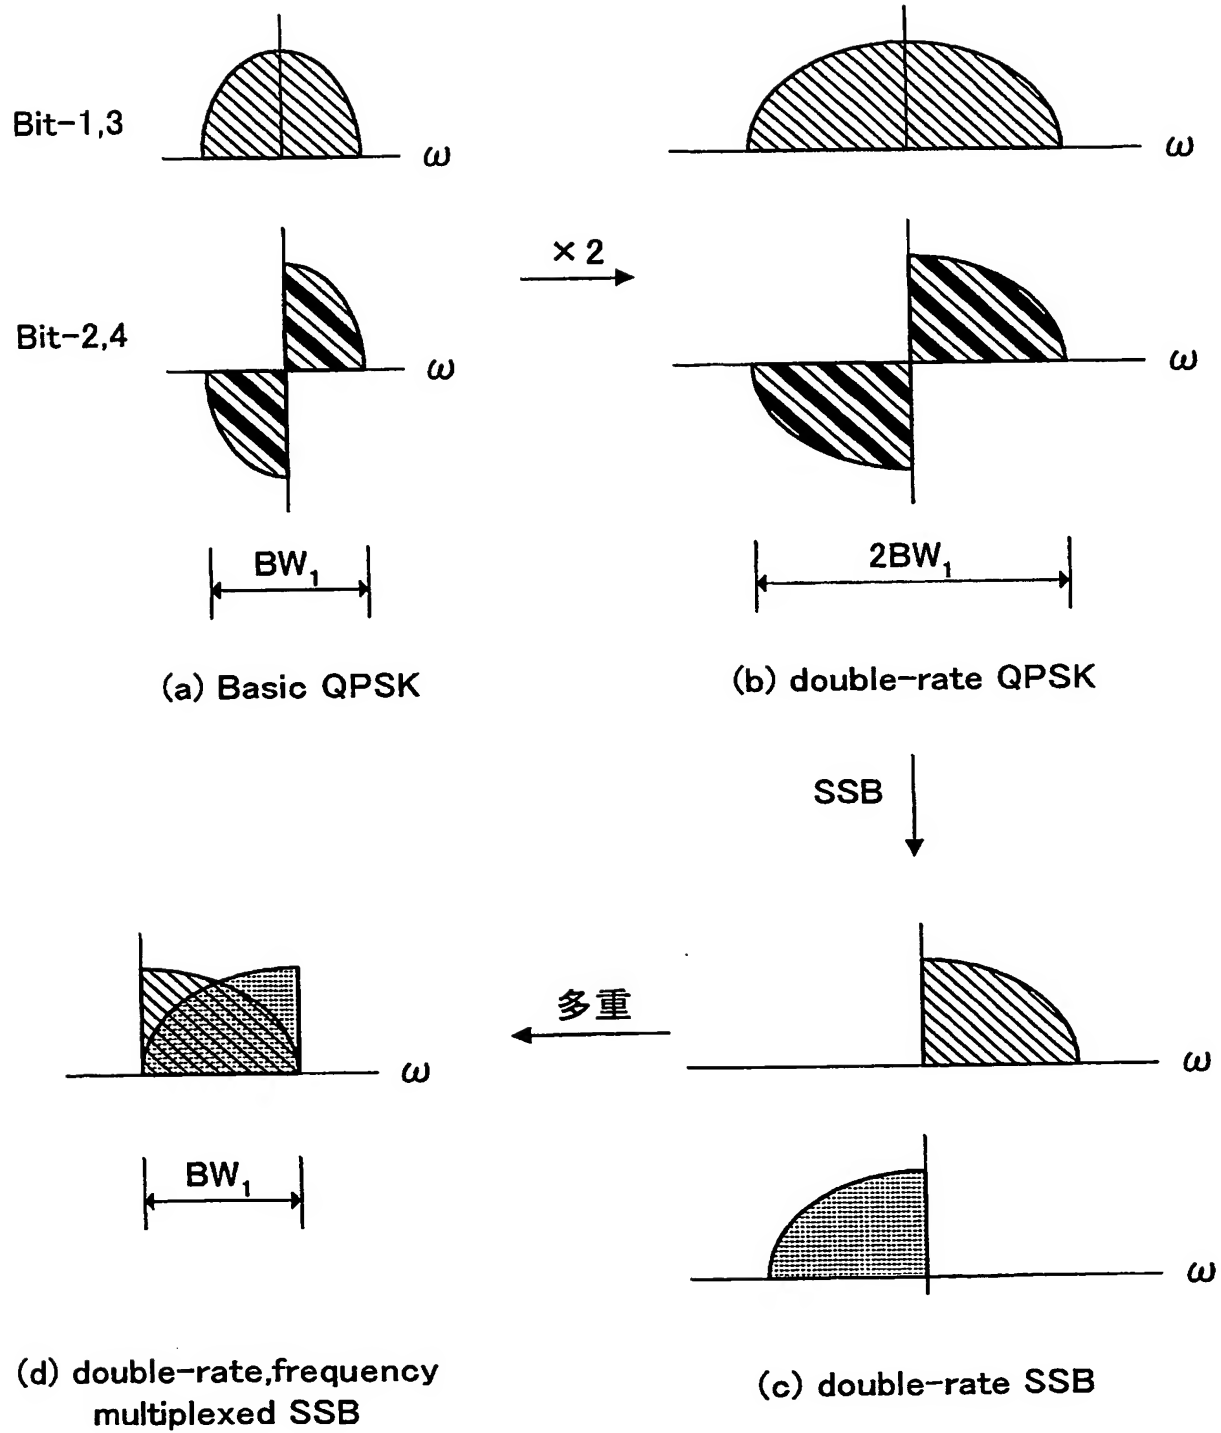 Bit-1,3
ω
ω
Bit-2,4
ω
× 2
ω
BW₁
2BW₁
(a) Basic QPSK
(b) double-rate QPSK
SSB
多重
ω
ω
BW₁
ω
(d) double-rate,frequency
multiplexed SSB
(c) double-rate SSB